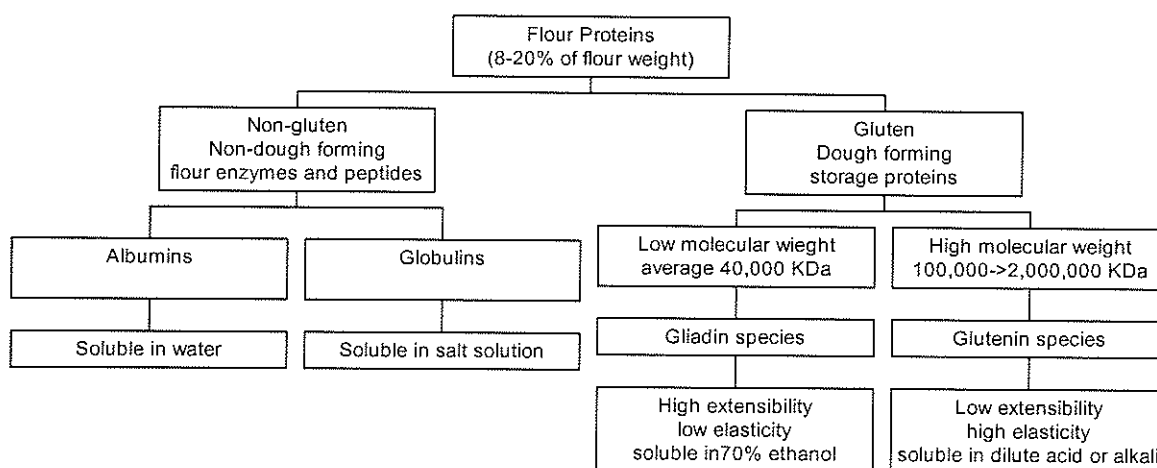 Flour Proteins
(8-20% of flour weight)
Non-gluten
Non-dough forming
flour enzymes and peptides
Gluten
Dough forming
storage proteins
Albumins
Globulins
Low molecular wieght
average 40,000 KDa
High molecular weight
100,000->2,000,000 KDa
Soluble in water
Soluble in salt solution
Gliadin species
Glutenin species
High extensibility
low elasticity
soluble in70% ethanol
Low extensibility
high elasticity
soluble in dilute acid or alkali